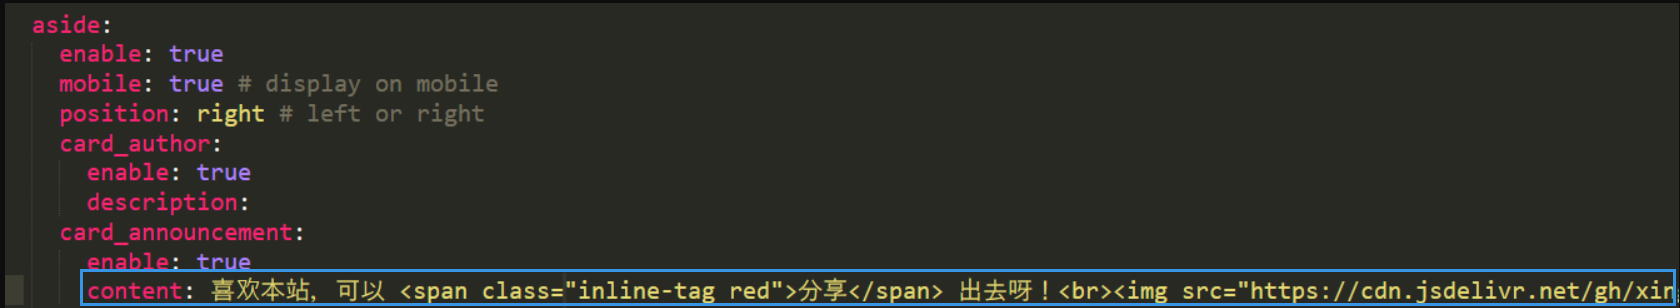 aside:
  enable: true
  mobile: true # display on mobile
  position: right # left or right
  card_author:
    enable: true
    description:
  card_announcement:
    enable: true
    content: 喜欢本站，可以 <span class="inline-tag red">分享</span> 出去呀！<br><img src="https://cdn.jsdelivr.net/gh/xin